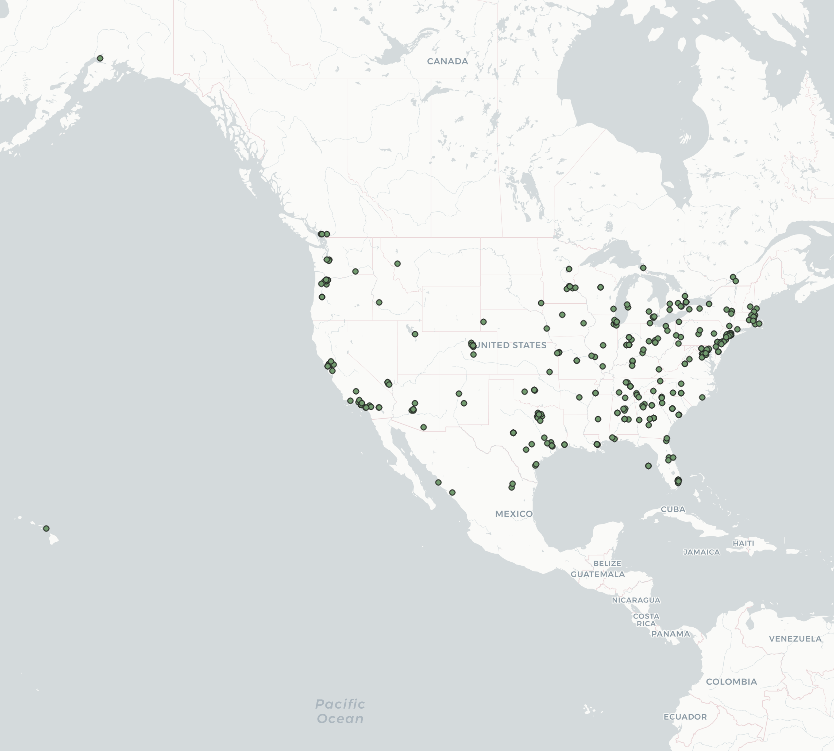 CANADA
UNITED STATES
MEXICO
CUBA
HAITI
JAMAICA
BELIZE
GUATEMALA
NICARAGUA
COSTA
RICA
PANAMA
VENEZUELA
COLOMBIA
ECUADOR
Pacific
Ocean